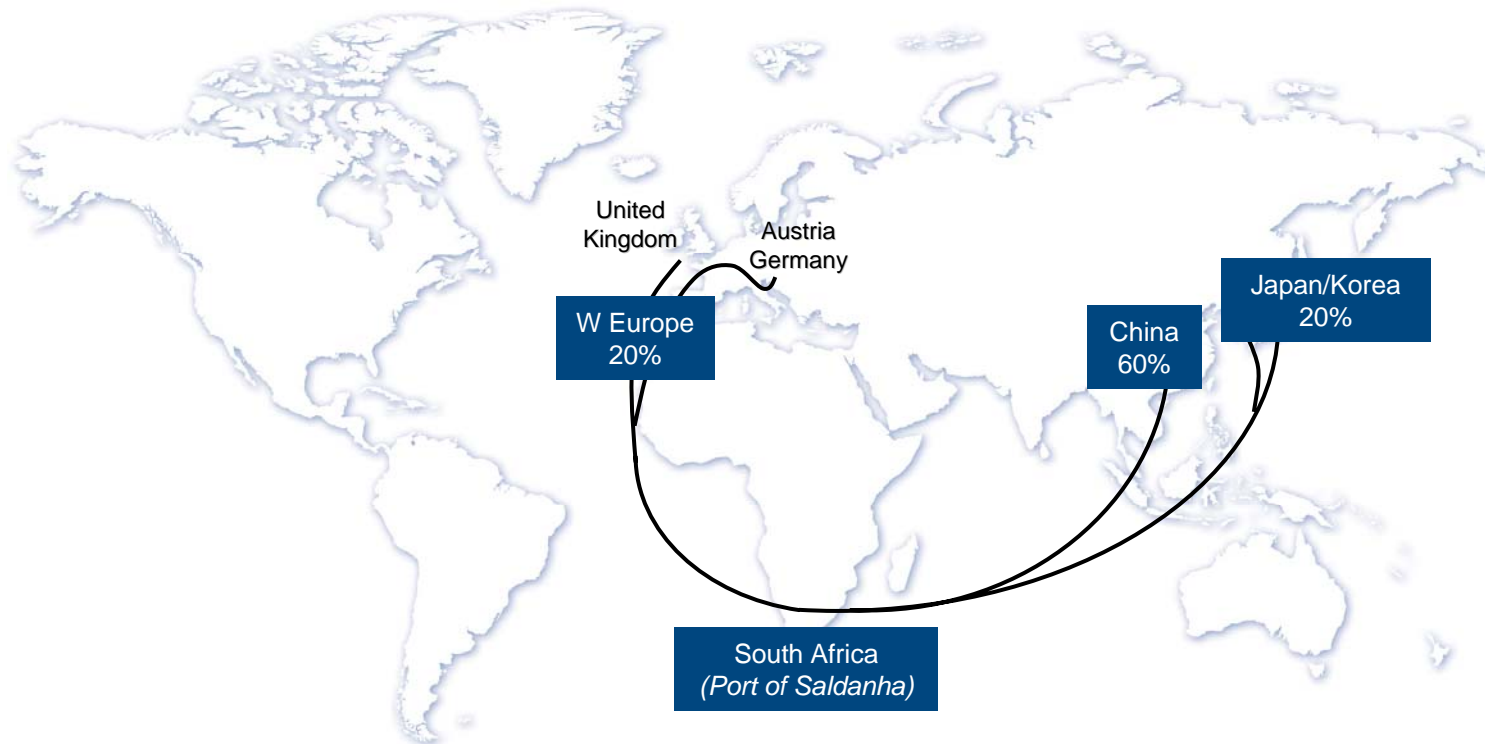 United
Kingdom
Austria
Germany
W Europe
20%
China
60%
Japan/Korea
20%
South Africa
(Port of Saldanha)